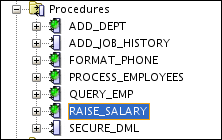 Procedures
ADD_DEPT
ADD_JOB_HISTORY
FORMAT_PHONE
PROCESS_EMPLOYEES
QUERY_EMP
RAISE_SALARY
SECURE_DML